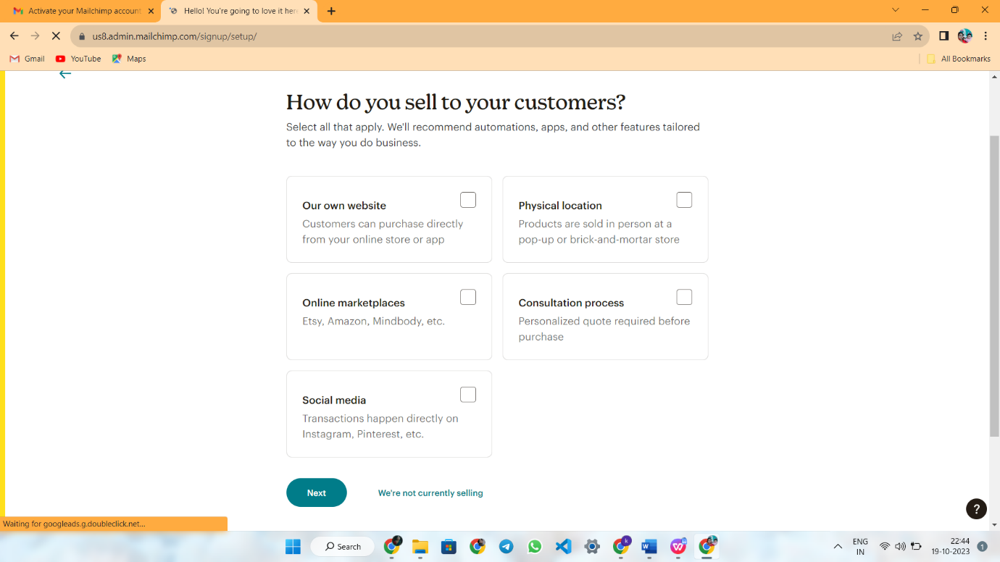 Activate your Mailchimp account
Hello! You're going to love it her
us8.admin.mailchimp.com/signup/setup/
Gmail
YouTube
Maps
All Bookmarks
How do you sell to your customers?
Select all that apply. We'll recommend automations, apps, and other features tailored
to the way you do business.
Our own website
Customers can purchase directly
from your online store or app
Physical location
Products are sold in person at a
pop-up or brick-and-mortar store
Online marketplaces
Etsy, Amazon, Mindbody, etc.
Consultation process
Personalized quote required before
purchase
Social media
Transactions happen directly on
Instagram, Pinterest, etc.
Next
We're not currently selling
?
Waiting for googleads.g.doubleclick.net...
Search
k
W
ENG
IN
22:44
19-10-2023
1